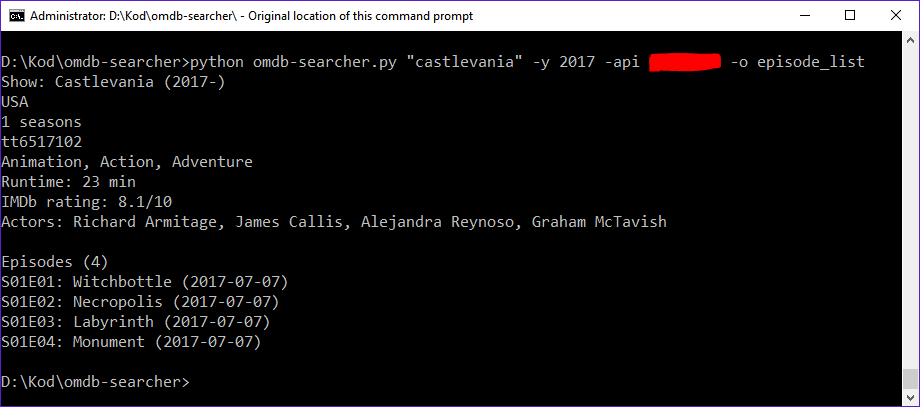 Administrator: D:\Kod\omdb-searcher\ - Original location of this command prompt
D:\Kod\omdb-searcher>python omdb-searcher.py "castlevania" -y 2017 -api -o episode_list
Show: Castlevania (2017-)
USA
1 seasons
tt6517102
Animation, Action, Adventure
Runtime: 23 min
IMDb rating: 8.1/10
Actors: Richard Armitage, James Callis, Alejandra Reynoso, Graham McTavish
Episodes (4)
S01E01: Witchbottle (2017-07-07)
S01E02: Necropolis (2017-07-07)
S01E03: Labyrinth (2017-07-07)
S01E04: Monument (2017-07-07)
D:\Kod\omdb-searcher>